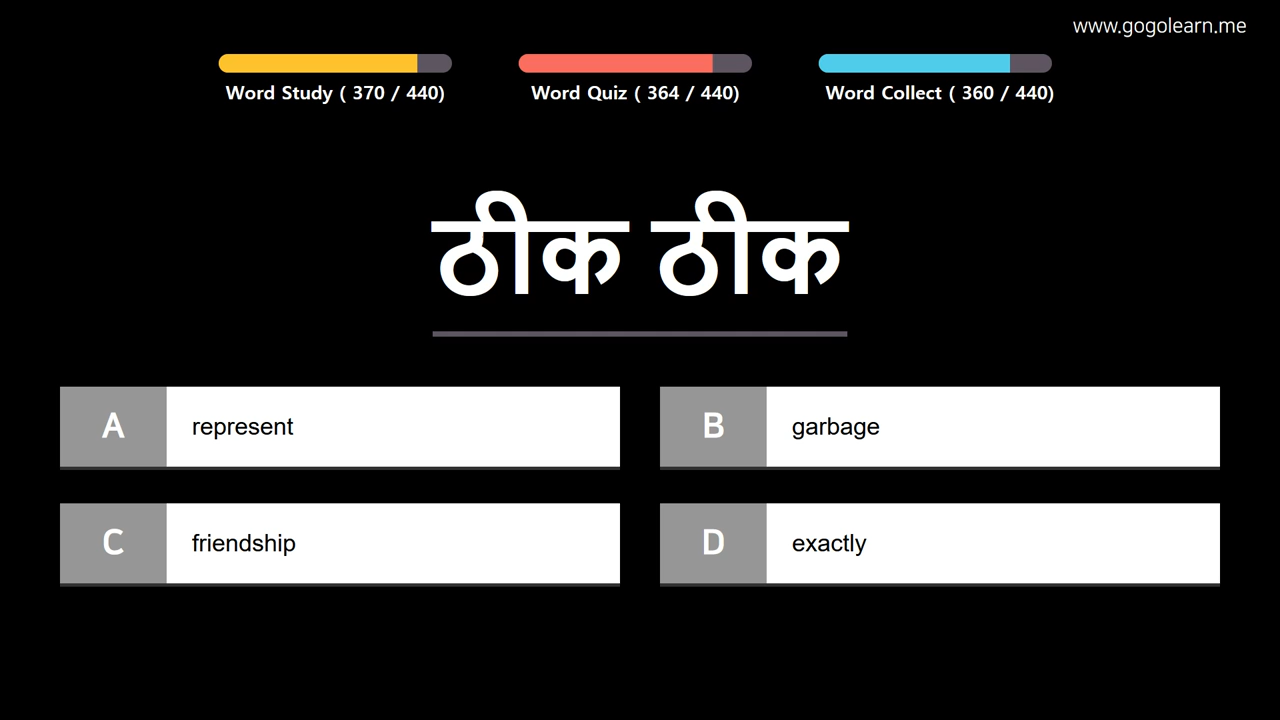 www.gogolearn.me
Word Study ( 370 / 440) Word Quiz ( 364 / 440) Word Collect ( 360 / 440)
ठीक ठीक
A represent B garbage
C friendship D exactly